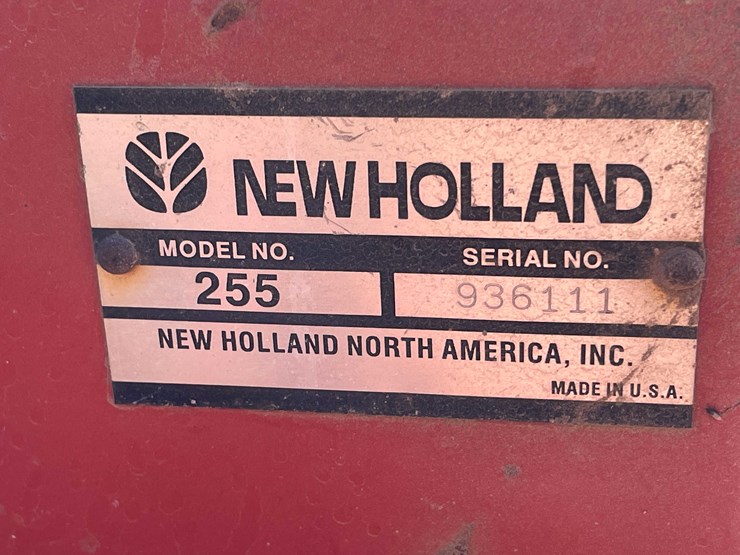 NEW HOLLAND
MODEL NO. SERIAL NO.
255 936111
NEW HOLLAND NORTH AMERICA, INC.
MADE IN U.S.A.